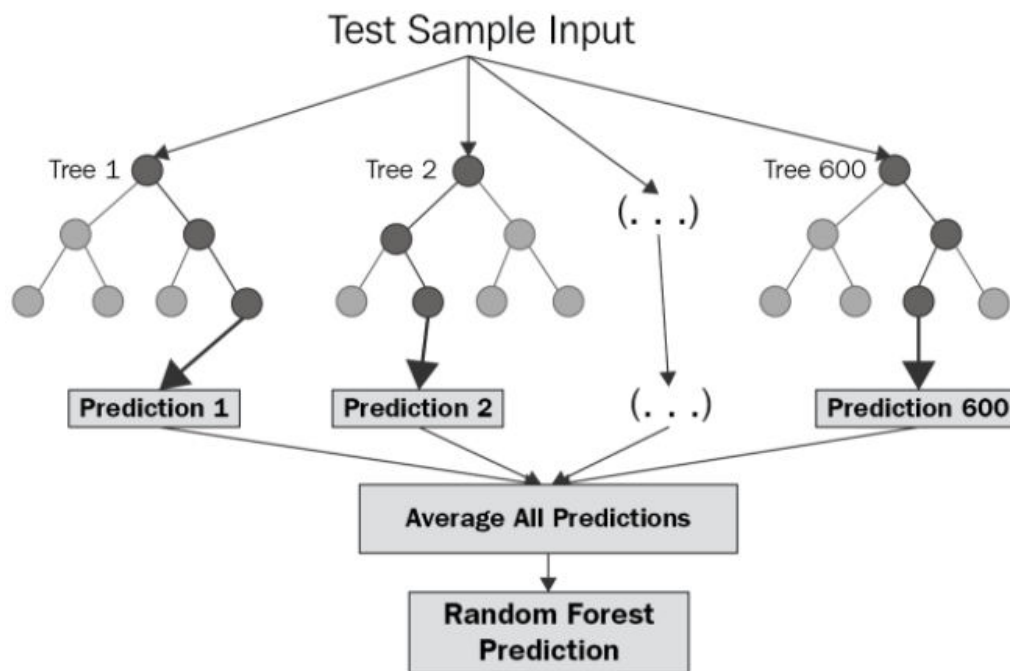 Test Sample Input
Tree 1
Tree 2
Tree 600
(. . .)
Prediction 1
Prediction 2
(. . .)
Prediction 600
Average All Predictions
Random Forest
Prediction